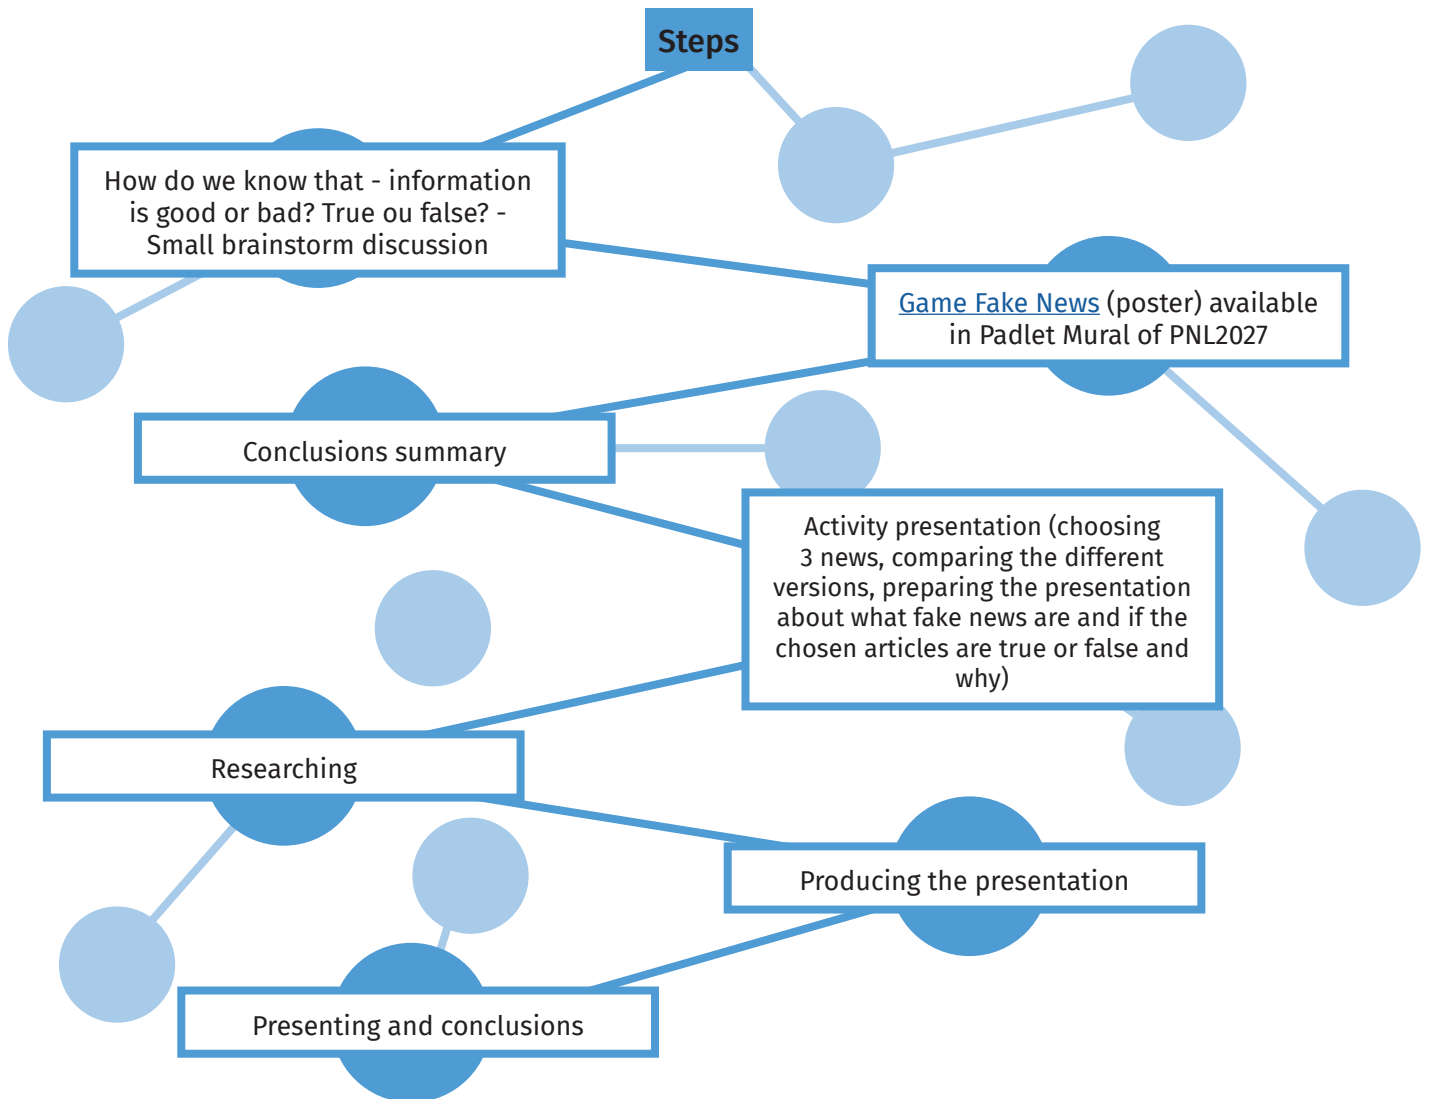 Steps
How do we know that - information
is good or bad? True ou false? -
Small brainstorm discussion
Game Fake News (poster) available
in Padlet Mural of PNL2027
Conclusions summary
Activity presentation (choosing
3 news, comparing the different
versions, preparing the presentation
about what fake news are and if the
chosen articles are true or false and
why)
Researching
Producing the presentation
Presenting and conclusions